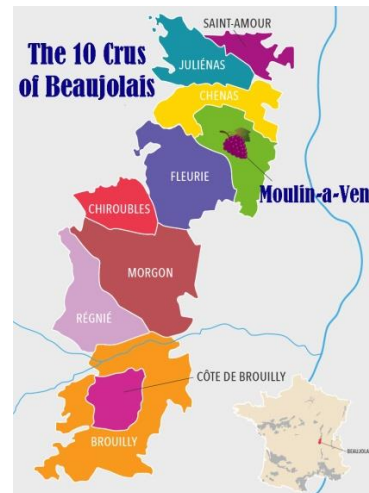 The 10 Crus
of Beaujolais
SAINT-AMOUR
JULIÉNAS
CHENAS
FLEURIE
Moulin-a-Ven
CHIROUBLES
MORGON
RÉGNIÉ
CÔTE DE BROUILLY
BROUILLY
BEAUJOLA